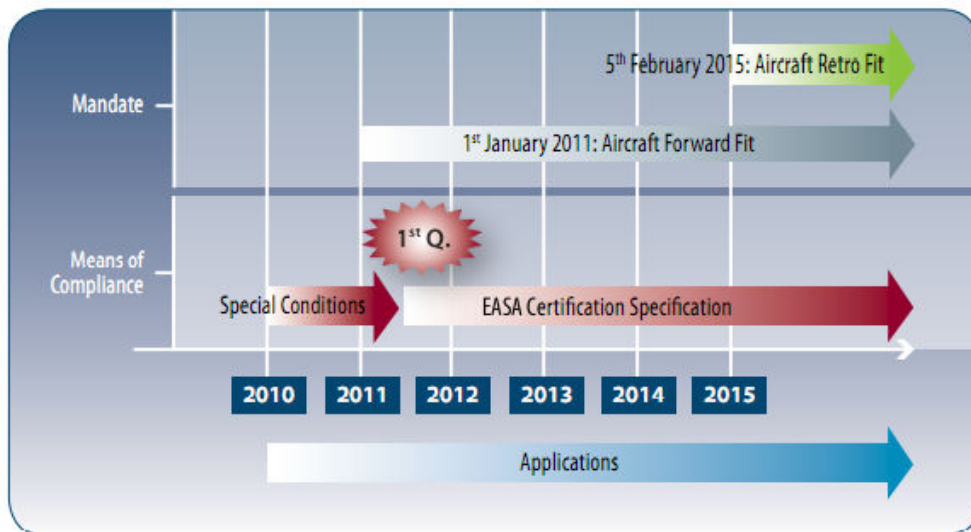 5th February 2015: Aircraft Retro Fit
Mandate
1st January 2011: Aircraft Forward Fit
1st Q.
Means of
Compliance
Special Conditions
EASA Certification Specification
2010
2011
2012
2013
2014
2015
Applications